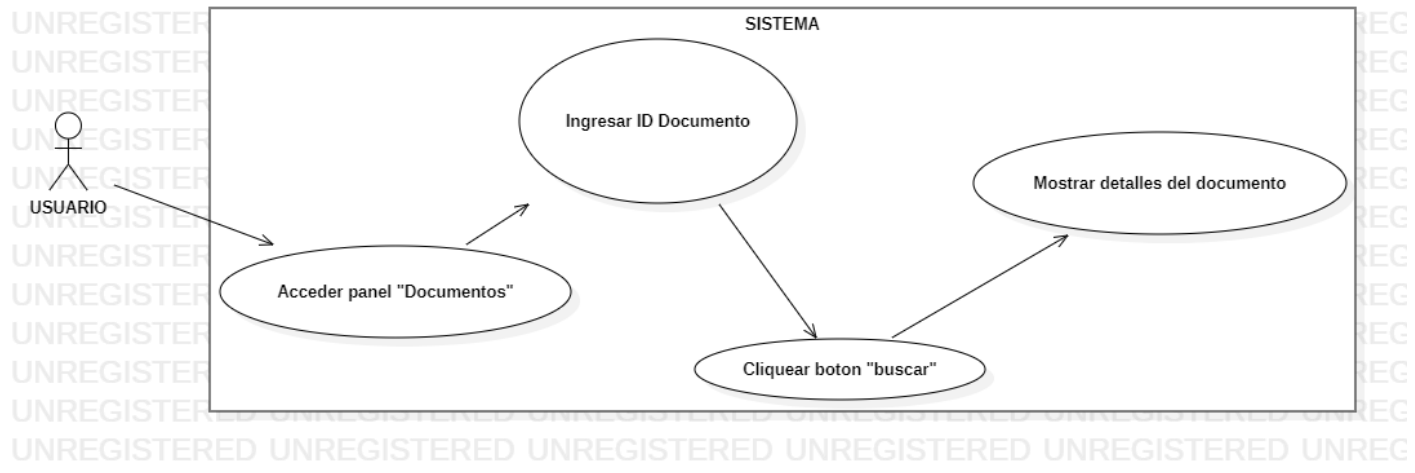 SISTEMA
Ingresar ID Documento
Mostrar detalles del documento
USUARIO
Acceder panel "Documentos"
Cliquear boton "buscar"
UNREGISTERED UNREGISTERED UNREGISTERED UNREGISTERED UNREGISTERED UNREG